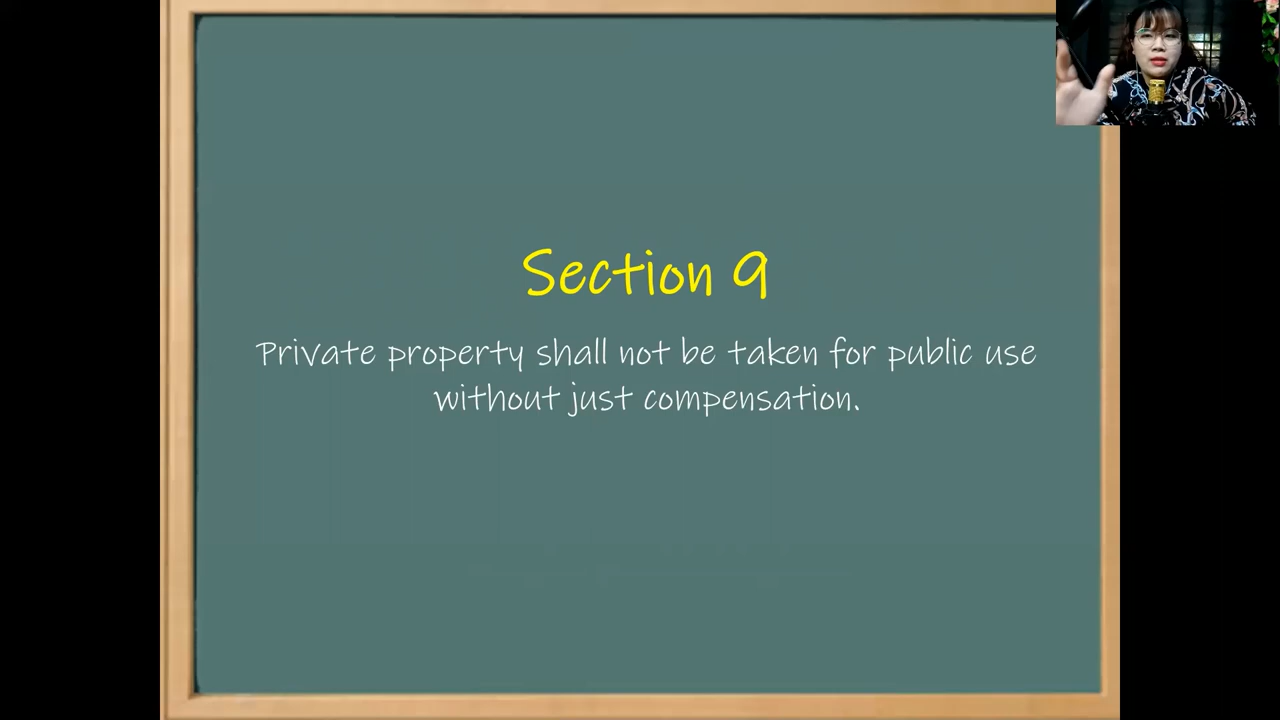 Section 9
Private property shall not be taken for public use
without just compensation.